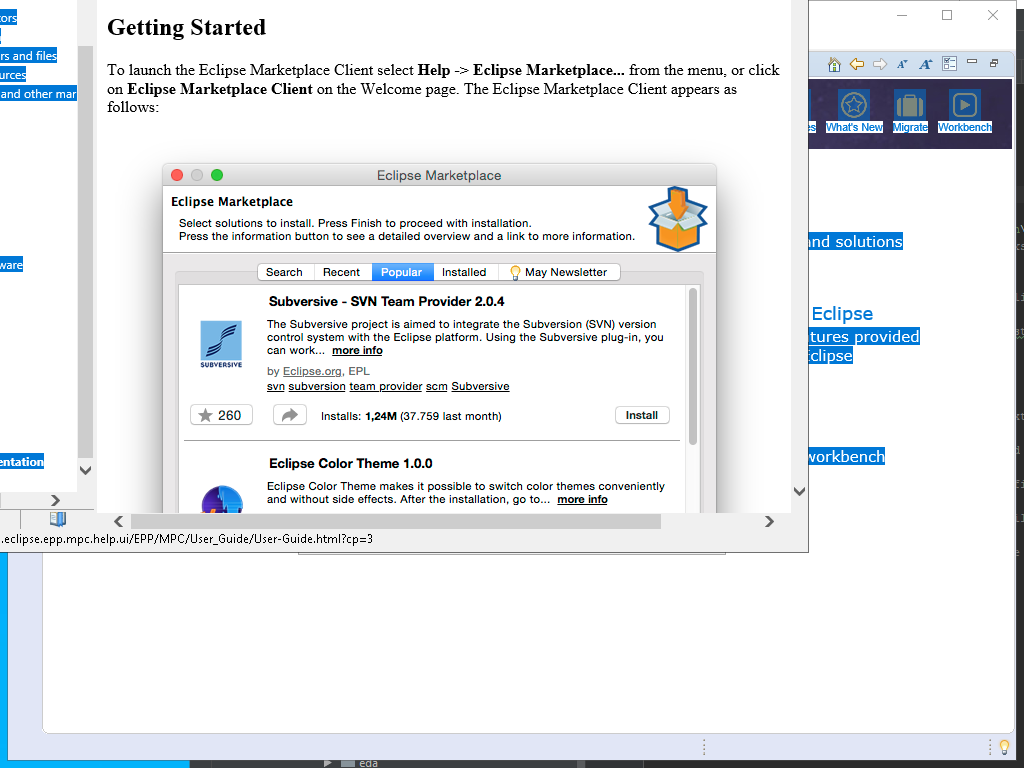 tors
rs and files
urces
and other mar
ware
entation
Getting Started
To launch the Eclipse Marketplace Client select Help -> Eclipse Marketplace... from the menu, or click
on Eclipse Marketplace Client on the Welcome page. The Eclipse Marketplace Client appears as
follows:
Eclipse Marketplace
Eclipse Marketplace
Select solutions to install. Press Finish to proceed with installation.
Press the information button to see a detailed overview and a link to more information.
Search Recent Popular Installed May Newsletter
Subversive - SVN Team Provider 2.0.4
The Subversive project is aimed to integrate the Subversion (SVN) version
control system with the Eclipse platform. Using the Subversive plug-in, you
can work... more info
SUBVERSIVE
by Eclipse.org, EPL
svn subversion team provider scm Subversive
260 Installs: 1,24M (37.759 last month) Install
Eclipse Color Theme 1.0.0
Eclipse Color Theme makes it possible to switch color themes conveniently
and without side effects. After the installation, go to... more info
.eclipse.epp.mpc.help.ui/EPP/MPC/User_Guide/User-Guide.html?cp=3
A A
es What's New Migrate Workbench
and solutions
Eclipse
tures provided
Eclipse
workbench
eda